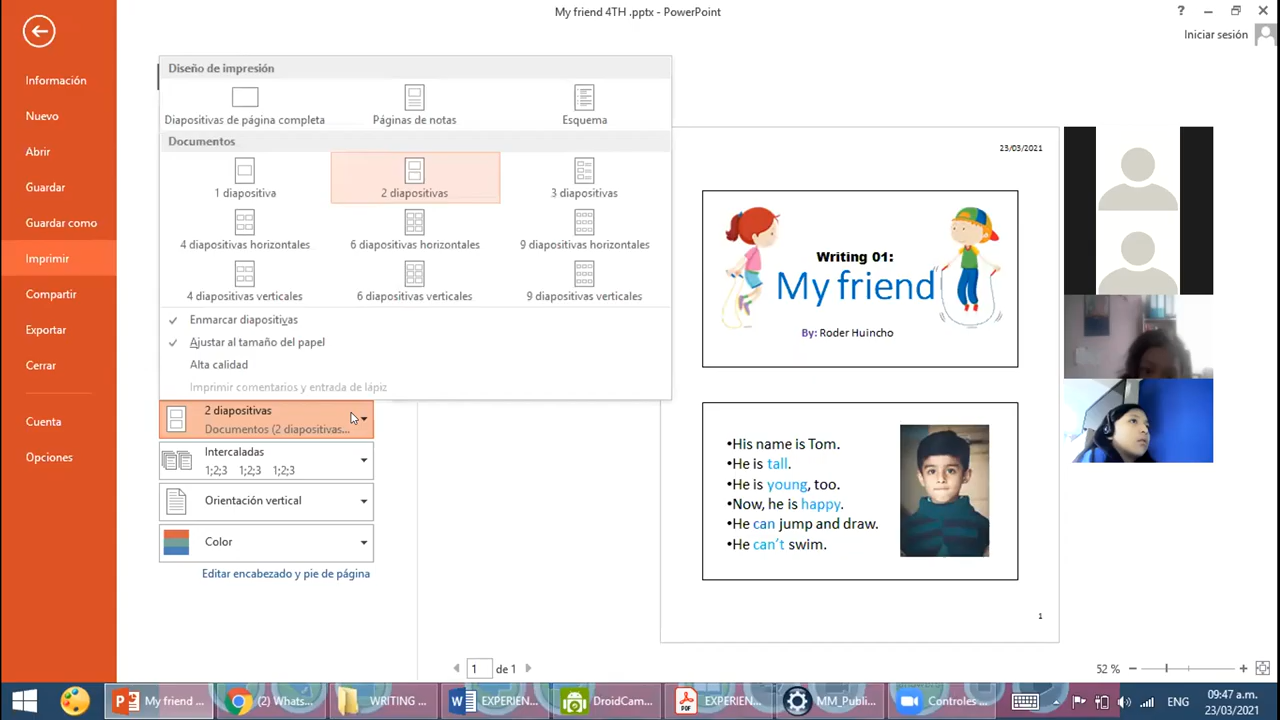 My friend 4TH .pptx - PowerPoint
?
Iniciar sesión
Información
Nuevo
Abrir
Guardar
Guardar como
Imprimir
Compartir
Exportar
Cerrar
Cuenta
Opciones
Diseño de impresión
Diapositivas de página completa
Páginas de notas
Esquema
Documentos
1 diapositiva
2 diapositivas
3 diapositivas
4 diapositivas horizontales
6 diapositivas horizontales
9 diapositivas horizontales
4 diapositivas verticales
6 diapositivas verticales
9 diapositivas verticales
Enmarcar diapositivas
Ajustar al tamaño del papel
Alta calidad
Imprimir comentarios y entrada de lápiz
2 diapositivas
Documentos (2 diapositivas...
Intercaladas
1;2;3 1;2;3 1;2;3
Orientación vertical
Color
Editar encabezado y pie de página
23/03/2021
Writing 01:
My friend
By: Roder Huincho
•His name is Tom.
•He is tall.
•He is young, too.
•Now, he is happy.
•He can jump and draw.
•He can't swim.
1
1 de 1
52 %
My friend ...
(2) Whats...
WRITING ...
EXPERIEN...
DroidCam...
EXPERIEN...
MM_Publi...
Controles ...
ENG
09:47 a.m.
23/03/2021